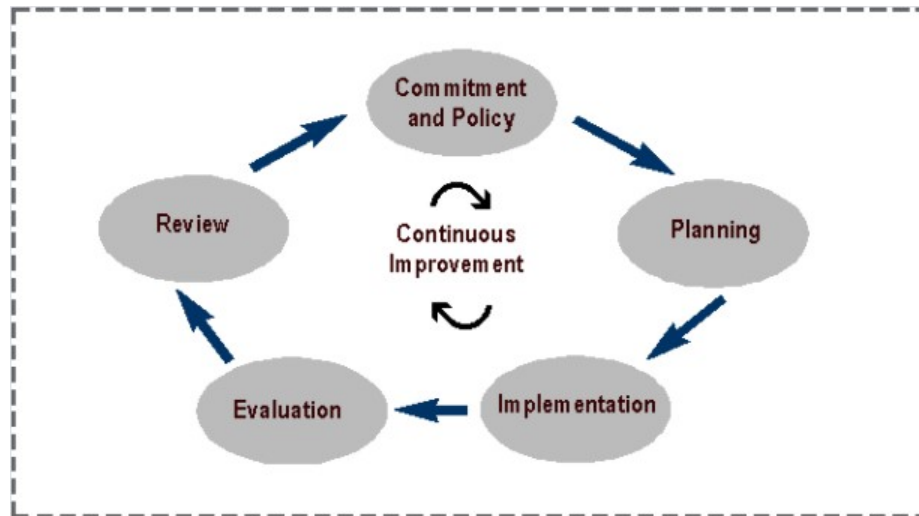 Commitment
and Policy
Review
Planning
Continuous
Improvement
Evaluation
Implementation